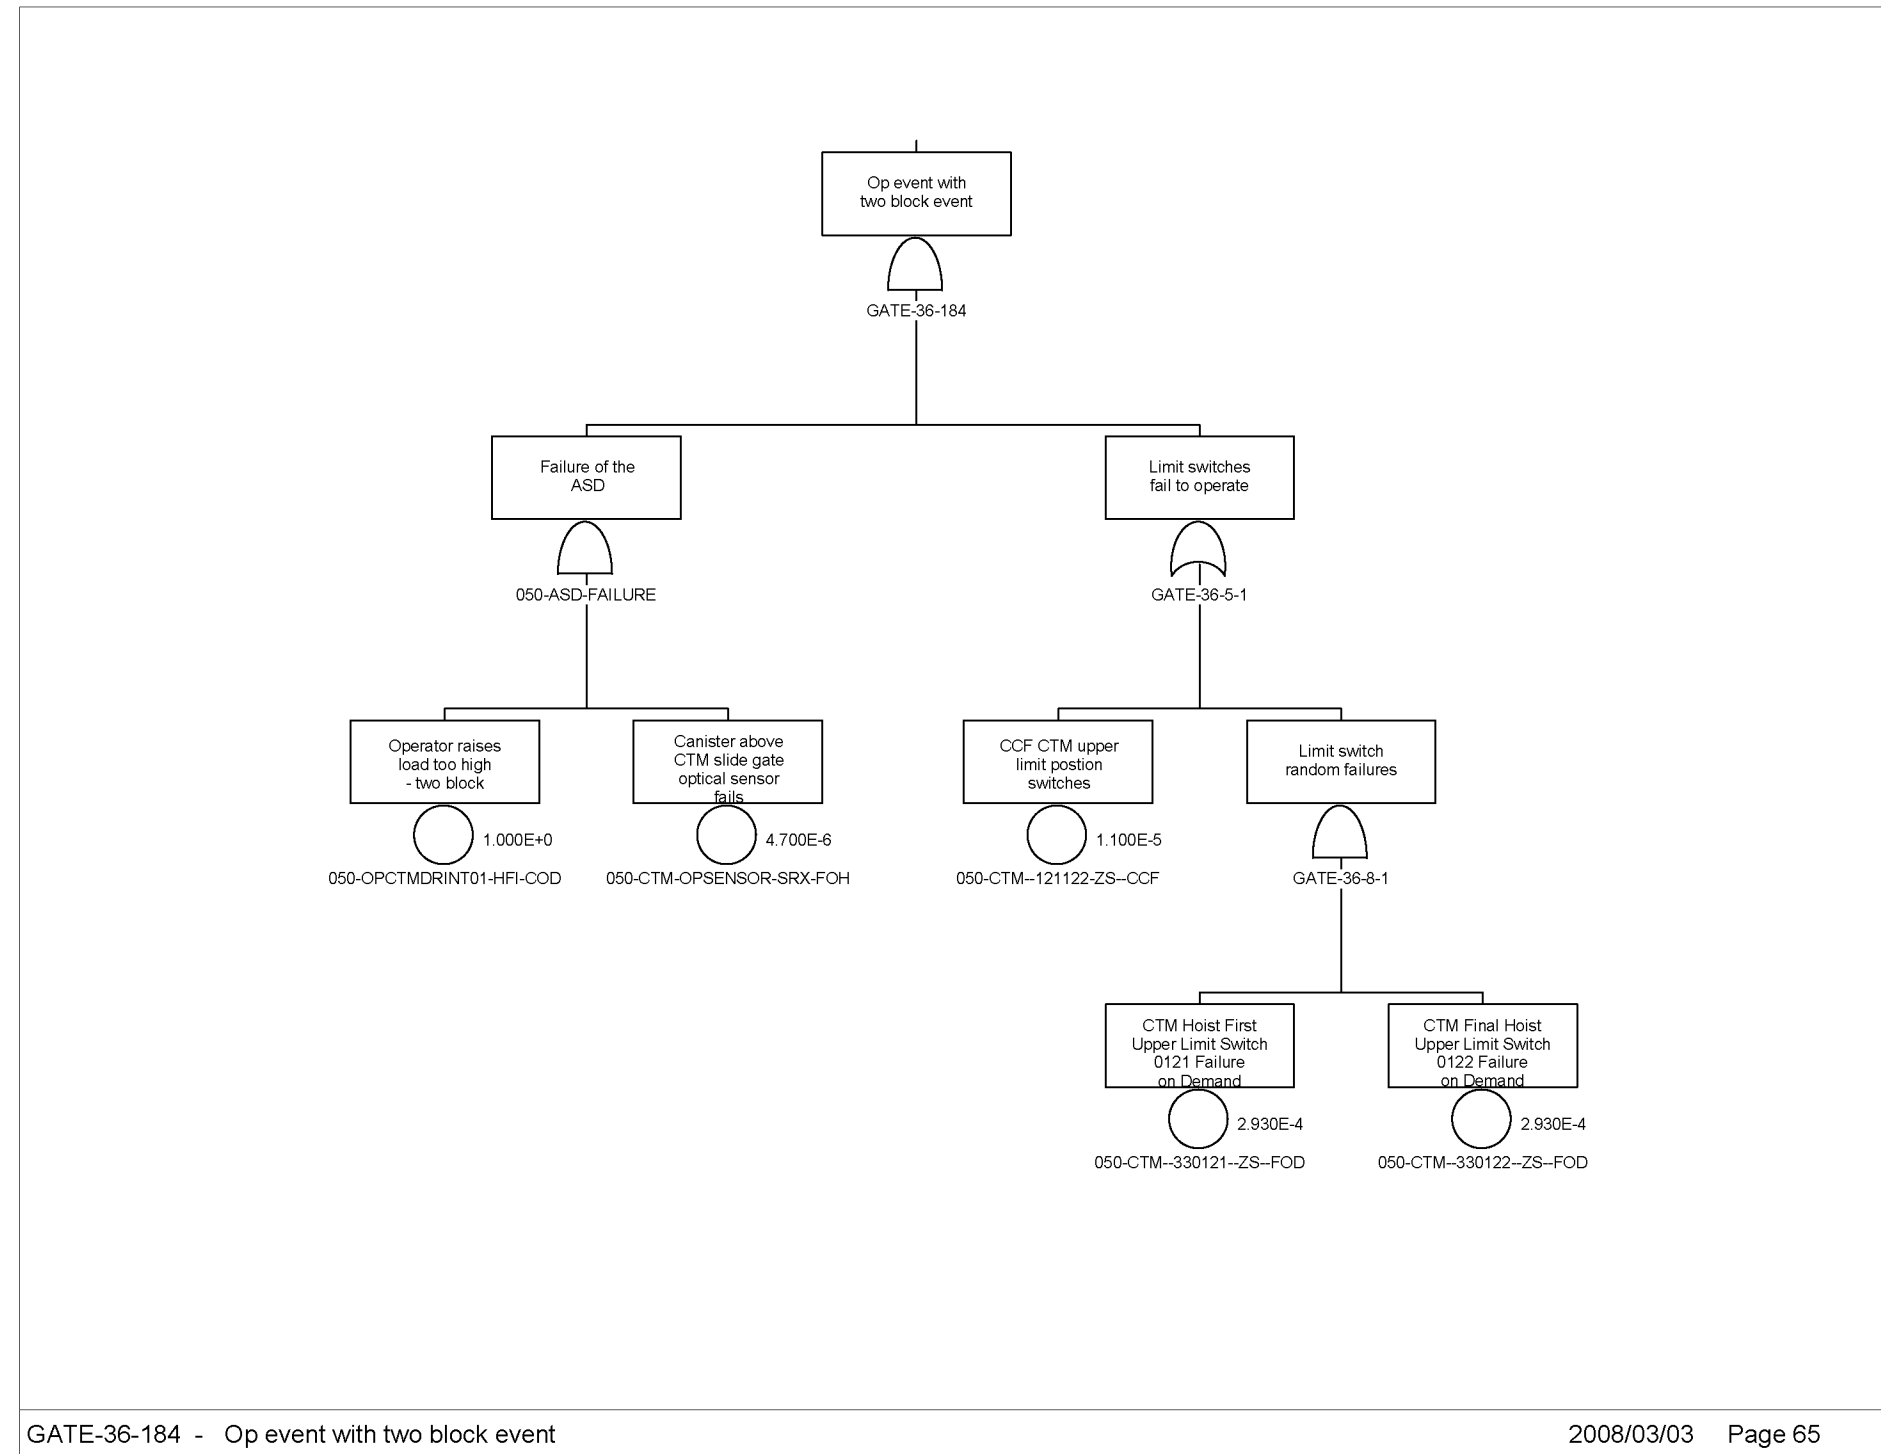 Op event with
two block event
GATE-36-184
Failure of the
ASD
050-ASD-FAILURE
Limit switches
fail to operate
GATE-36-5-1
Operator raises
load too high
- two block
1.000E+0
050-OPCTMDRINT01-HFI-COD
Canister above
CTM slide gate
optical sensor
fails
4.700E-6
050-CTM-OPSENSOR-SRX-FOH
CCF CTM upper
limit postion
switches
1.100E-5
050-CTM--121122-ZS--CCF
Limit switch
random failures
GATE-36-8-1
CTM Hoist First
Upper Limit Switch
0121 Failure
on Demand
2.930E-4
050-CTM--330121--ZS--FOD
CTM Final Hoist
Upper Limit Switch
0122 Failure
on Demand
2.930E-4
050-CTM--330122--ZS--FOD
GATE-36-184 - Op event with two block event
2008/03/03 Page 65